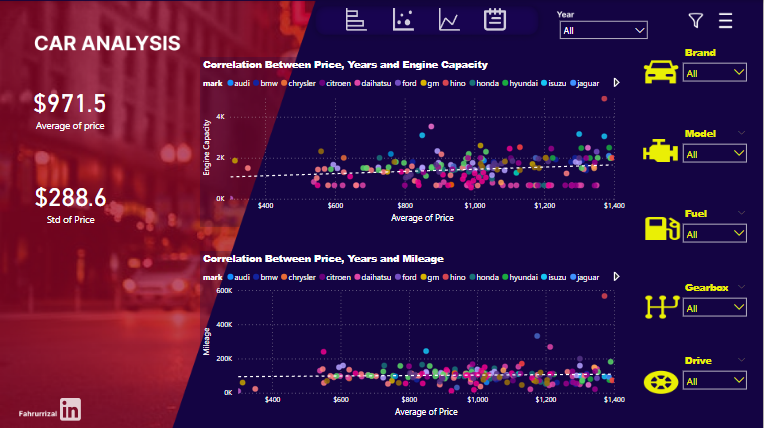 CAR ANALYSIS
$971.5
Average of price
$288.6
Std of Price
Fahrurrizal in
Year
All
Correlation Between Price, Years and Engine Capacity
mark audi bmw chrysler citroen daihatsu ford gm hino honda hyundai isuzu jaguar
Engine Capacity
4K
2K
0K
$400 $600 $800 $1,000 $1,200 $1,400
Average of Price
Correlation Between Price, Years and Mileage
mark audi bmw chrysler citroen daihatsu ford gm hino honda hyundai isuzu jaguar
Mileage
600K
400K
200K
0K
$400 $600 $800 $1,000 $1,200 $1,400
Average of Price
Brand
All
Model
All
Fuel
All
Gearbox
All
Drive
All